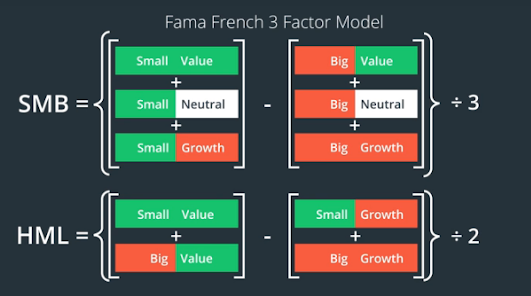 Fama French 3 Factor Model
Small Value Big Value
+ +
SMB = Small Neutral - Big Neutral ÷ 3
+ +
Small Growth Big Growth
Small Value Small Growth
HML = + - + ÷ 2
Big Value Big Growth